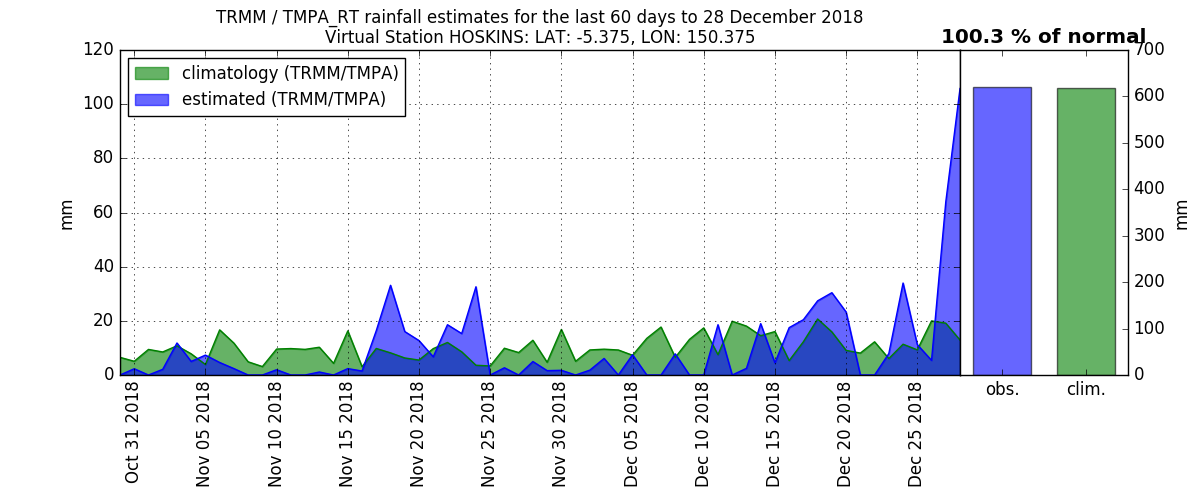 TRMM / TMPA_RT rainfall estimates for the last 60 days to 28 December 2018
Virtual Station HOSKINS: LAT: -5.375, LON: 150.375
100.3 % of normal
climatology (TRMM/TMPA)
estimated (TRMM/TMPA)
120
100
80
60
40
20
0
mm
700
600
500
400
300
200
100
0
mm
Oct 31 2018
Nov 05 2018
Nov 10 2018
Nov 15 2018
Nov 20 2018
Nov 25 2018
Nov 30 2018
Dec 05 2018
Dec 10 2018
Dec 15 2018
Dec 20 2018
Dec 25 2018
obs.
clim.